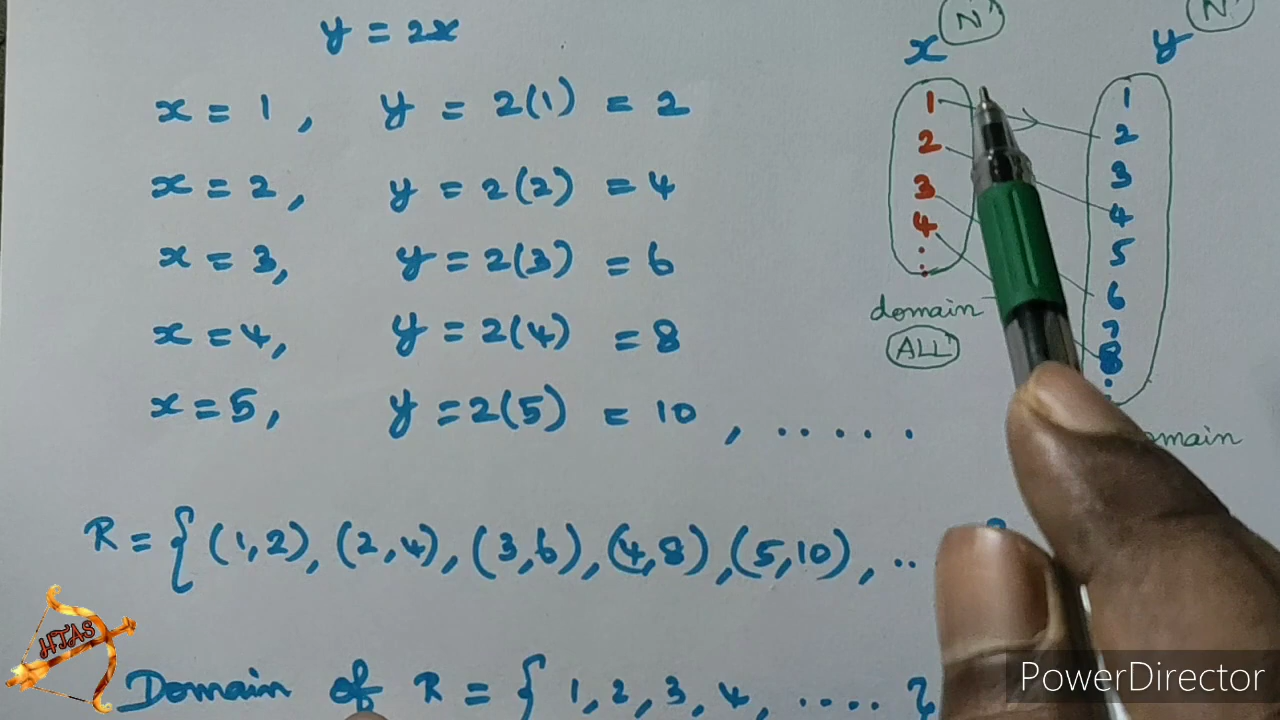 y = 2x
x = 1, y = 2(1) = 2
x = 2, y = 2(2) = 4
x = 3, y = 2(3) = 6
x = 4, y = 2(4) = 8
x = 5, y = 2(5) = 10, .....
R = { (1,2), (2,4), (3,6), (4,8), (5,10), ..
Domain of R = { 1, 2, 3, 4, .... }
'N'
x
1
2
3
4
:
domain
'ALL'
'N'
y
1
2
3
4
5
6
7
8
:
HTAS
PowerDirector